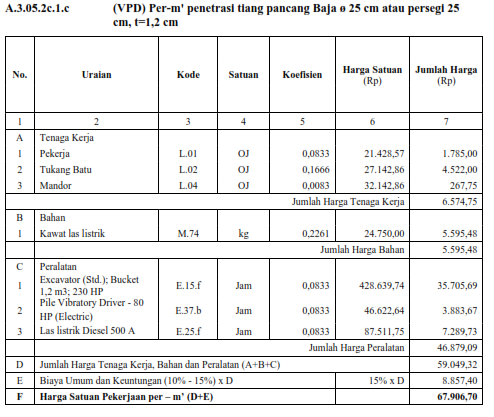 A.3.05.2c.1.c (VPD) Per-m' penetrasi tiang pancang Baja ø 25 cm atau persegi 25
cm, t=1,2 cm
No. Uraian Kode Satuan Koefisien Harga Satuan (Rp) Jumlah Harga (Rp)
1 2 3 4 5 6 7
A Tenaga Kerja
1 Pekerja L.01 OJ 0,0833 21.428,57 1.785,00
2 Tukang Batu L.02 OJ 0,1666 27.142,86 4.522,00
3 Mandor L.04 OJ 0,0083 32.142,86 267,75
Jumlah Harga Tenaga Kerja 6.574,75
B Bahan
1 Kawat las listrik M.74 kg 0,2261 24.750,00 5.595,48
Jumlah Harga Bahan 5.595,48
C Peralatan
1 Excavator (Std.); Bucket 1,2 m3; 230 HP E.15.f Jam 0,0833 428.639,74 35.705,69
2 Pile Vibratory Driver - 80 HP (Electric) E.37.b Jam 0,0833 46.622,64 3.883,67
3 Las listrik Diesel 500 A E.25.f Jam 0,0833 87.511,75 7.289,73
Jumlah Harga Peralatan 46.879,09
D Jumlah Harga Tenaga Kerja, Bahan dan Peralatan (A+B+C) 59.049,32
E Biaya Umum dan Keuntungan (10% - 15%) x D 15% x D 8.857,40
F Harga Satuan Pekerjaan per – m’ (D+E) 67.906,70